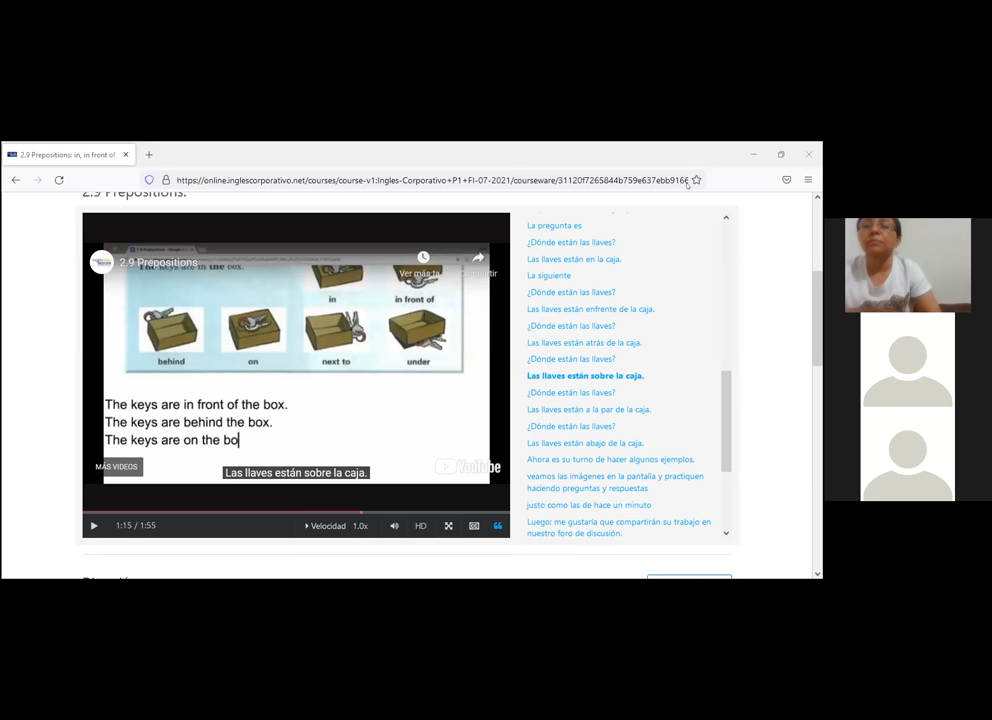 2.9 Prepositions: in, in front of
https://online.inglescorporativo.net/courses/course-v1:Ingles-Corporativo+P1+FI-07-2021/courseware/31120f7265844b759e637ebb9166
2.9 Prepositions:
2.9 Prepositions
The keys are in the box.
Ver más ta
in
in front of
behind
on
next to
under
The keys are in front of the box.
The keys are behind the box.
The keys are on the bo
MÁS VIDEOS
Las llaves están sobre la caja.
YouTube
1:15 / 1:55
Velocidad 1.0x
HD
La pregunta es
¿Dónde están las llaves?
Las llaves están en la caja.
La siguiente
¿Dónde están las llaves?
Las llaves están enfrente de la caja.
¿Dónde están las llaves?
Las llaves están atrás de la caja.
¿Dónde están las llaves?
Las llaves están sobre la caja.
¿Dónde están las llaves?
Las llaves están a la par de la caja.
¿Dónde están las llaves?
Las llaves están abajo de la caja.
Ahora es su turno de hacer algunos ejemplos,
veamos las imágenes en la pantalla y practiquen
haciendo preguntas y respuestas
justo como las de hace un minuto
Luego; me gustaría que compartirán su trabajo en
nuestro foro de discusión.